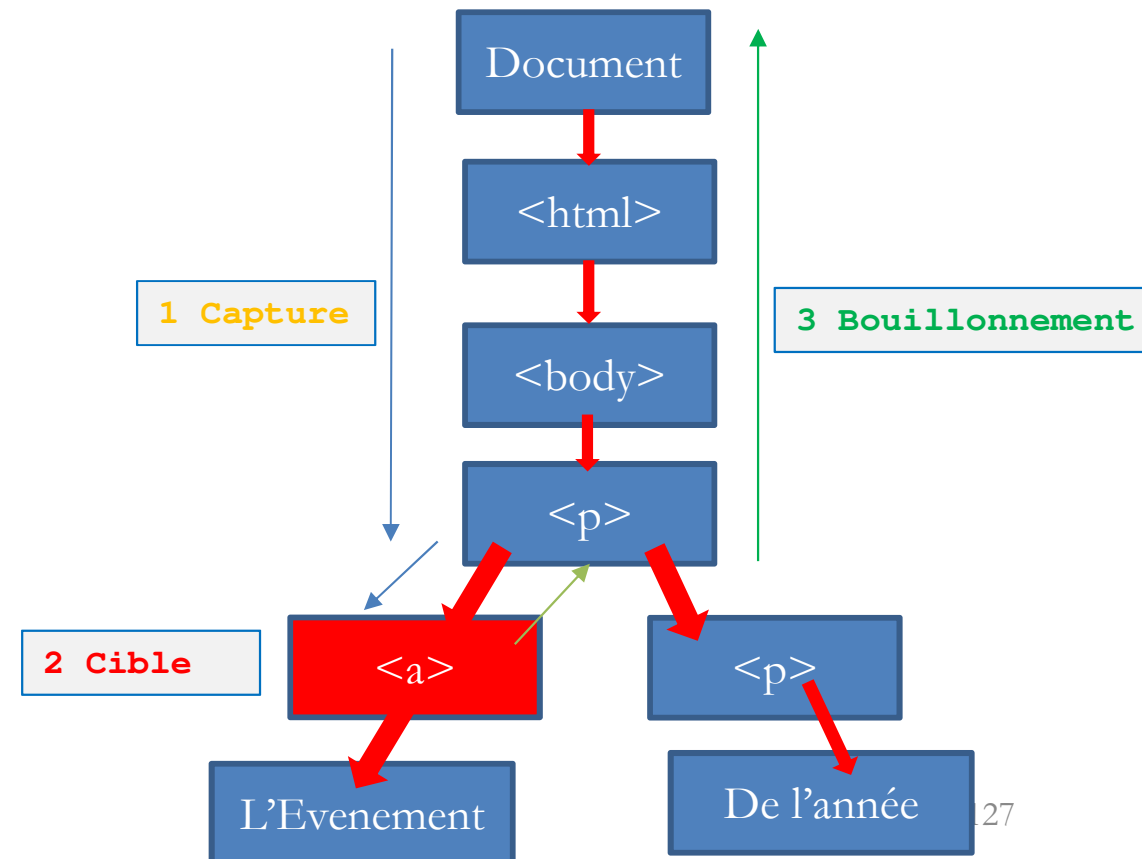 Document
<html>
1 Capture
3 Bouillonnement
<body>
<p>
2 Cible
<a>
<p>
L'Evenement
De l'année
127